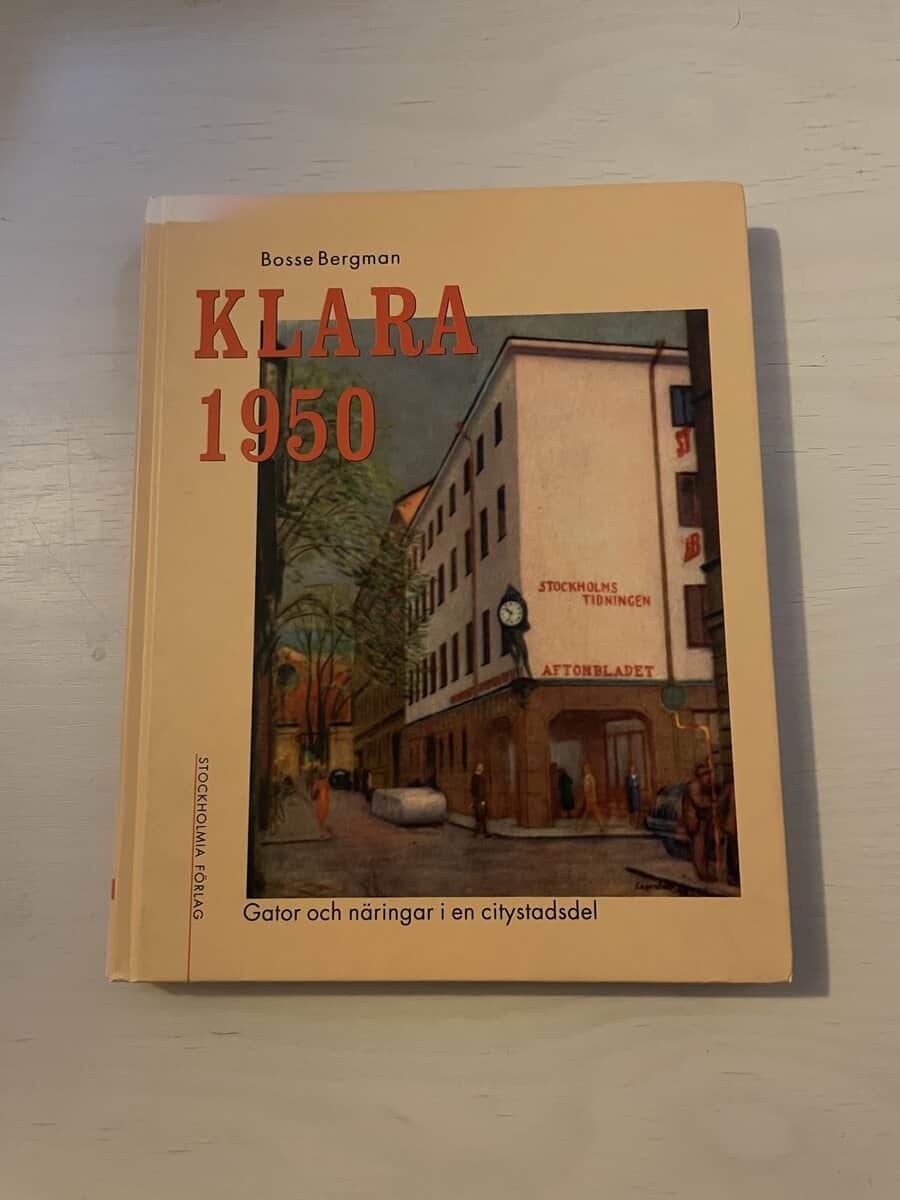 Bosse Bergman
KLARA
1950
STOCKHOLMS
TIDNINGEN
AFTONBLADET
STOCKHOLMIA FÖRLAG
Gator och näringar i en citystadsdel